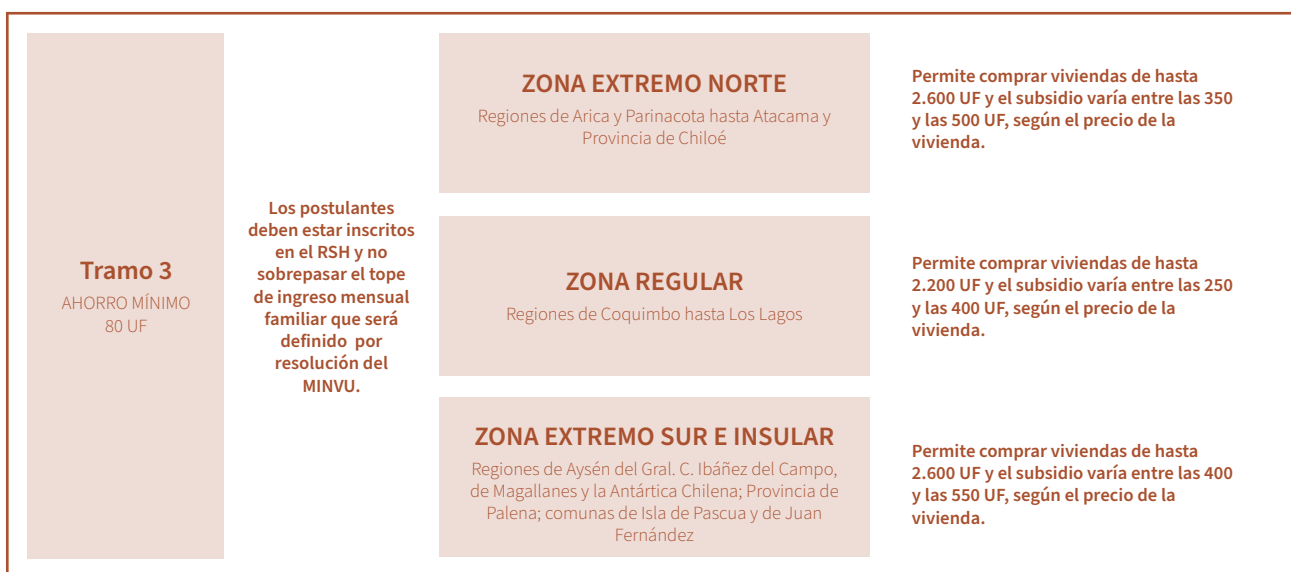 Tramo 3
AHORRO MÍNIMO
80 UF
Los postulantes
deben estar inscritos
en el RSH y no
sobrepasar el tope
de ingreso mensual
familiar que será
definido por
resolución del
MINVU.
ZONA EXTREMO NORTE
Regiones de Arica y Parinacota hasta Atacama y
Provincia de Chiloé
Permite comprar viviendas de hasta
2.600 UF y el subsidio varía entre las 350
y las 500 UF, según el precio de la
vivienda.
ZONA REGULAR
Regiones de Coquimbo hasta Los Lagos
Permite comprar viviendas de hasta
2.200 UF y el subsidio varía entre las 250
y las 400 UF, según el precio de la
vivienda.
ZONA EXTREMO SUR E INSULAR
Regiones de Aysén del Gral. C. Ibáñez del Campo,
de Magallanes y la Antártica Chilena; Provincia de
Palena; comunas de Isla de Pascua y de Juan
Fernández
Permite comprar viviendas de hasta
2.600 UF y el subsidio varía entre las 400
y las 550 UF, según el precio de la
vivienda.